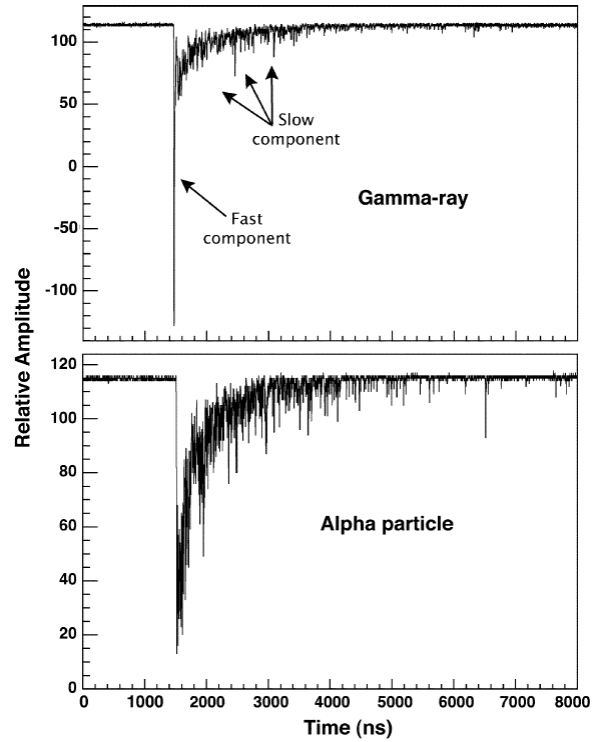 100
50
0
-50
-100
Slow
component
Fast
component
Gamma-ray
Relative Amplitude
120
100
80
60
40
20
0
Alpha particle
0 1000 2000 3000 4000 5000 6000 7000 8000
Time (ns)